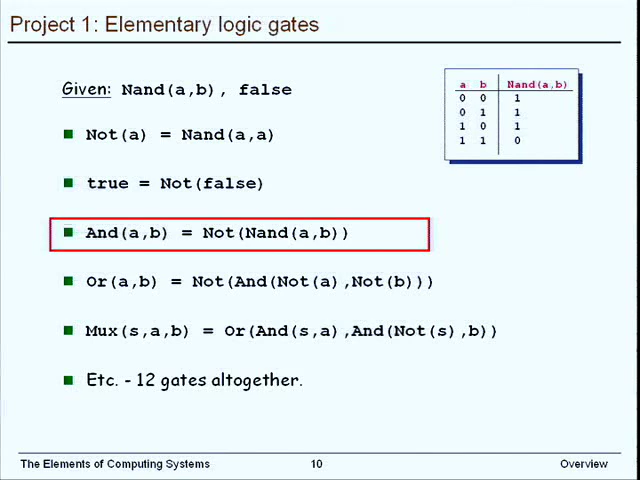 Project 1: Elementary logic gates
Given: Nand(a,b), false
a b Nand(a,b)
0 0 1
0 1 1
1 0 1
1 1 0
Not(a) = Nand(a,a)
true = Not(false)
And(a,b) = Not(Nand(a,b))
Or(a,b) = Not(And(Not(a),Not(b)))
Mux(s,a,b) = Or(And(s,a),And(Not(s),b))
Etc. - 12 gates altogether.
The Elements of Computing Systems 10 Overview